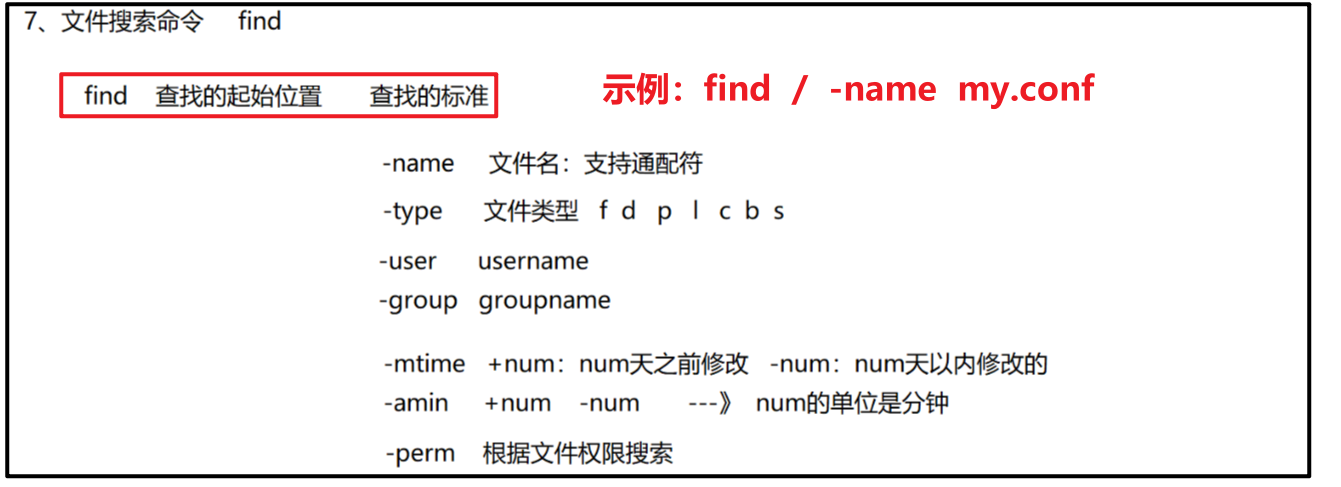 7、文件搜索命令 find
find 查找的起始位置 查找的标准 示例：find / -name my.conf
-name 文件名：支持通配符
-type 文件类型 f d p l c b s
-user username
-group groupname
-mtime +num：num天之前修改 -num：num天以内修改的
-amin +num -num ---》 num的单位是分钟
-perm 根据文件权限搜索